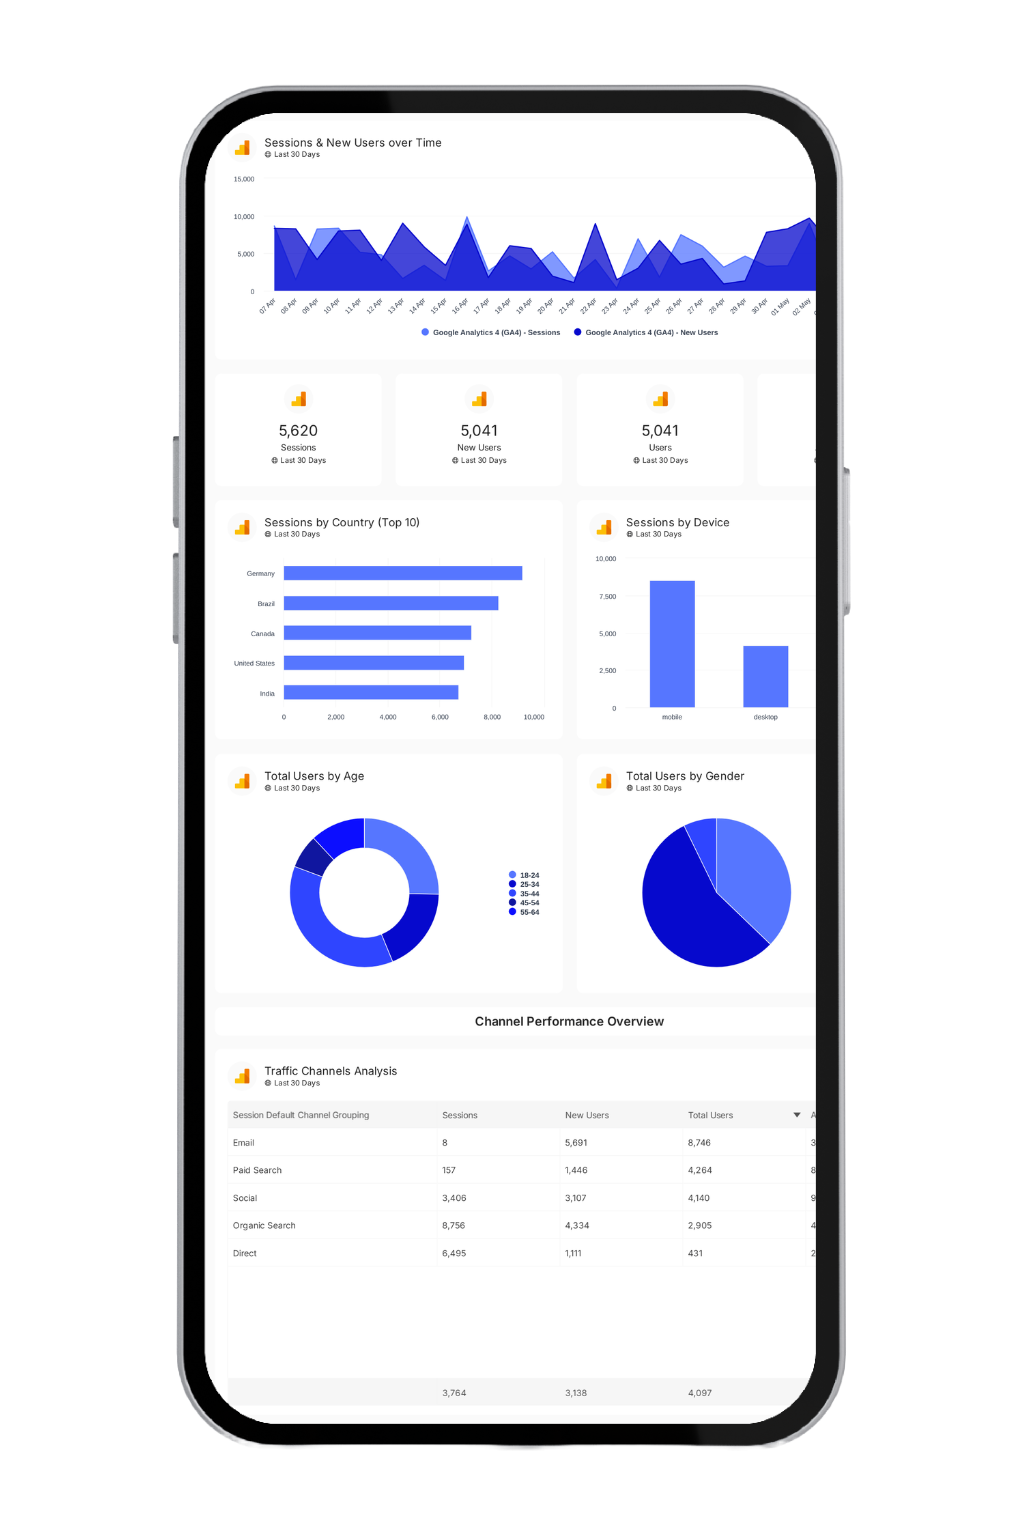 Sessions & New Users over Time
Last 30 Days
15,000
10,000
5,000
0
07 Apr 08 Apr 09 Apr 10 Apr 11 Apr 12 Apr 13 Apr 14 Apr 15 Apr 16 Apr 17 Apr 18 Apr 19 Apr 20 Apr 21 Apr 22 Apr 23 Apr 24 Apr 25 Apr 26 Apr 27 Apr 28 Apr 29 Apr 30 Apr 01 May 02 May
Google Analytics 4 (GA4) - Sessions Google Analytics 4 (GA4) - New Users
5,620 5,041 5,041
Sessions New Users Users
Last 30 Days Last 30 Days Last 30 Days
Sessions by Country (Top 10)
Last 30 Days
Germany
Brazil
Canada
United States
India
0 2,000 4,000 6,000 8,000 10,000
Sessions by Device
Last 30 Days
10,000
7,500
5,000
2,500
0
mobile desktop
Total Users by Age
Last 30 Days
18-24
25-34
35-44
45-54
55-64
Total Users by Gender
Last 30 Days
Channel Performance Overview
Traffic Channels Analysis
Last 30 Days
Session Default Channel Grouping Sessions New Users Total Users A
Email 8 5,691 8,746 3
Paid Search 157 1,446 4,264 8
Social 3,406 3,107 4,140 9
Organic Search 8,756 4,334 2,905 4
Direct 6,495 1,111 431 2
3,764 3,138 4,097